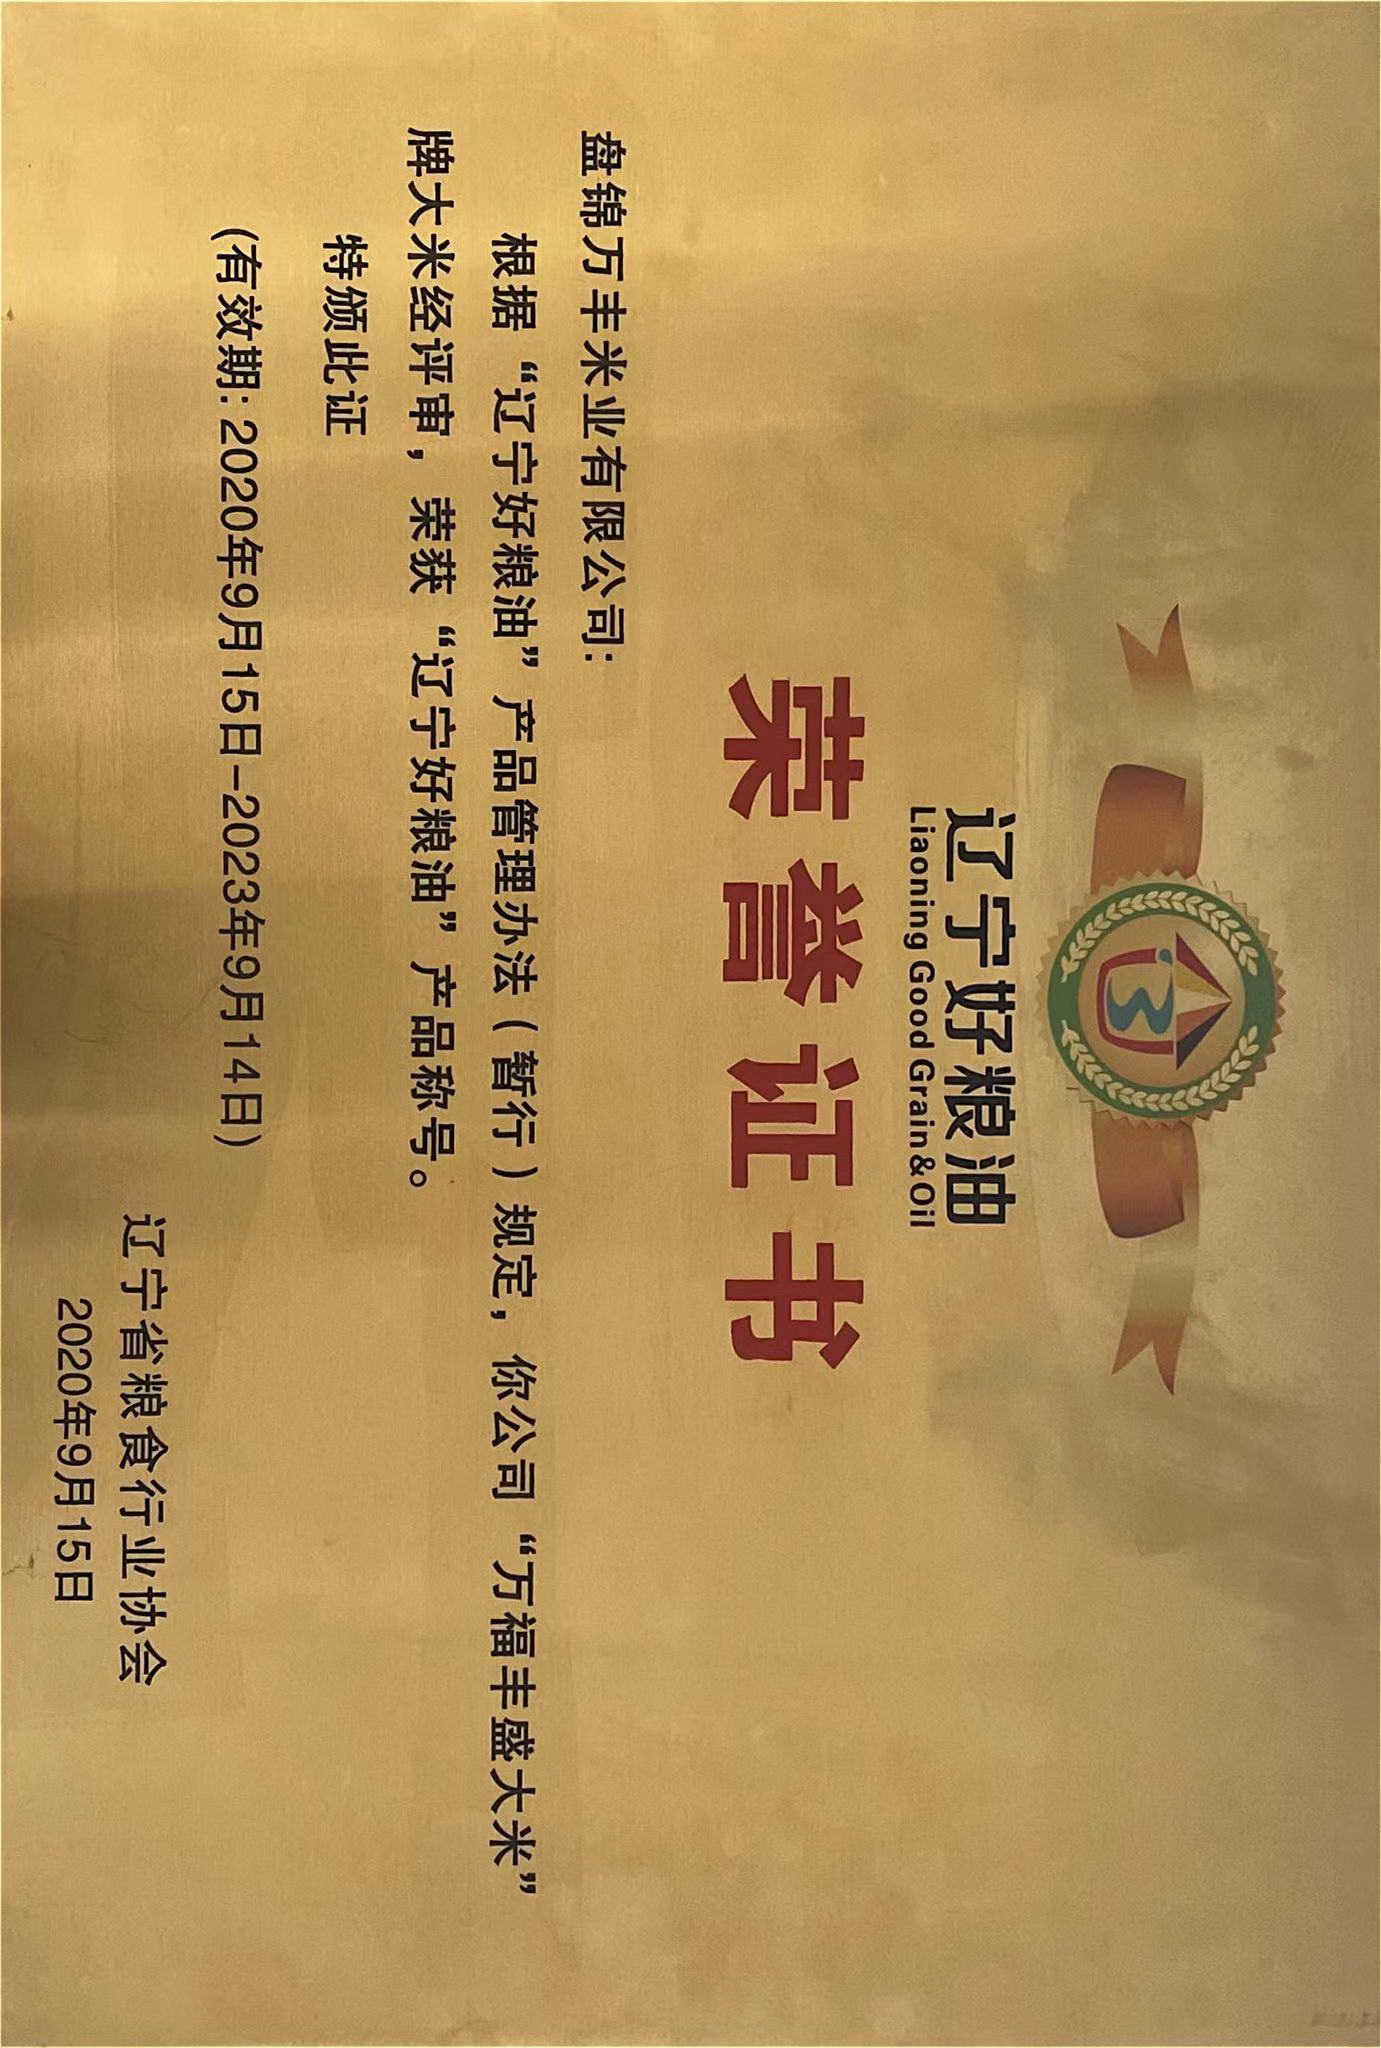 辽宁好粮油
Liaoning Good Grain&Oil
荣誉证书
盘锦万丰米业有限公司：
根据“辽宁好粮油”产品管理办法（暂行）规定，你公司“万福丰盛大米”
牌大米经评审，荣获“辽宁好粮油”产品称号。
特颁此证
(有效期: 2020年9月15日-2023年9月14日)
辽宁省粮食行业协会
2020年9月15日